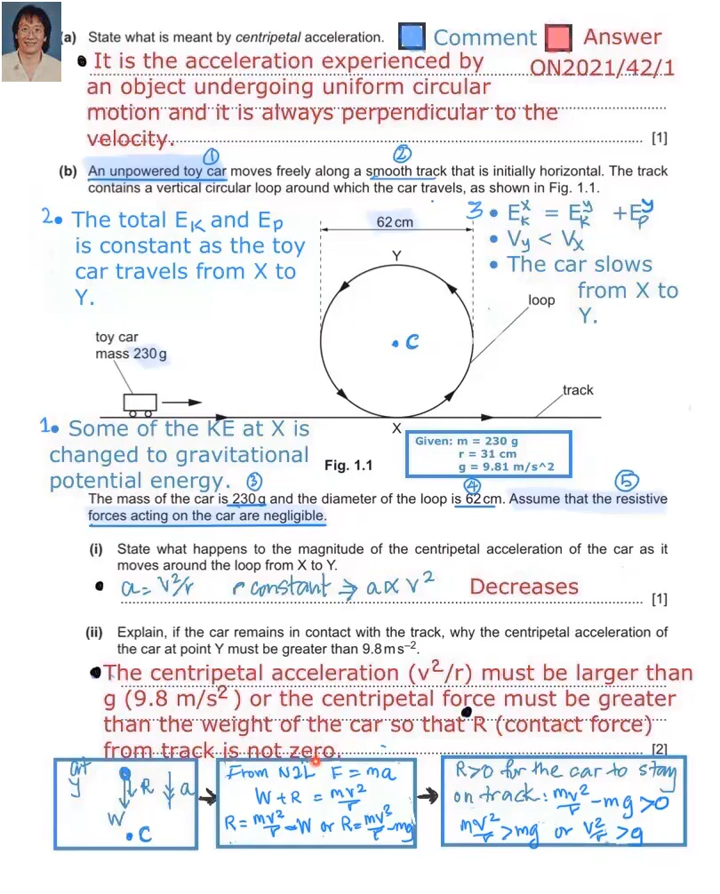 (a) State what is meant by centripetal acceleration.
Comment
Answer
• It is the acceleration experienced by
ON2021/42/1
an object undergoing uniform circular
motion and it is always perpendicular to the
velocity.
[1]
① ②
(b) An unpowered toy car moves freely along a smooth track that is initially horizontal. The track
contains a vertical circular loop around which the car travels, as shown in Fig. 1.1.
2• The total EK and Ep
is constant as the toy
car travels from X to
Y.
62 cm
3• E_K^X = E_K^y + E_p^y
• Vy < Vx
• The car slows
from X to
Y.
Y
loop
• C
toy car
mass 230 g
track
X
1• Some of the KE at X is
changed to gravitational
potential energy. ③
Given: m = 230 g
r = 31 cm
g = 9.81 m/s^2
Fig. 1.1
④ ⑤
The mass of the car is 230 g and the diameter of the loop is 62 cm. Assume that the resistive
forces acting on the car are negligible.
(i) State what happens to the magnitude of the centripetal acceleration of the car as it
moves around the loop from X to Y.
• a = v²/r r constant ⇒ a ∝ v² Decreases
[1]
(ii) Explain, if the car remains in contact with the track, why the centripetal acceleration of
the car at point Y must be greater than 9.8 m s⁻².
• The centripetal acceleration (v²/r) must be larger than
g (9.8 m/s²) or the centripetal force must be greater
than the weight of the car so that R (contact force)
from track is not zero.
[2]
at
y
R
a
W
• C
From N2L F = ma
W + R = mv²/r
R = mv²/r - W or R = mv²/r - mg
R>0 for the car to stay
on track: mv²/r - mg > 0
mv²/r > mg or v²/r > g